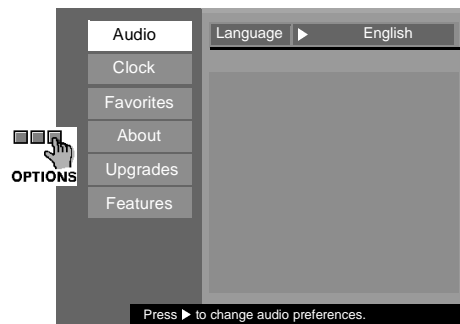 Audio
Language ▶ English
Clock
Favorites
About
OPTIONS
Upgrades
Features
Press ▶ to change audio preferences.